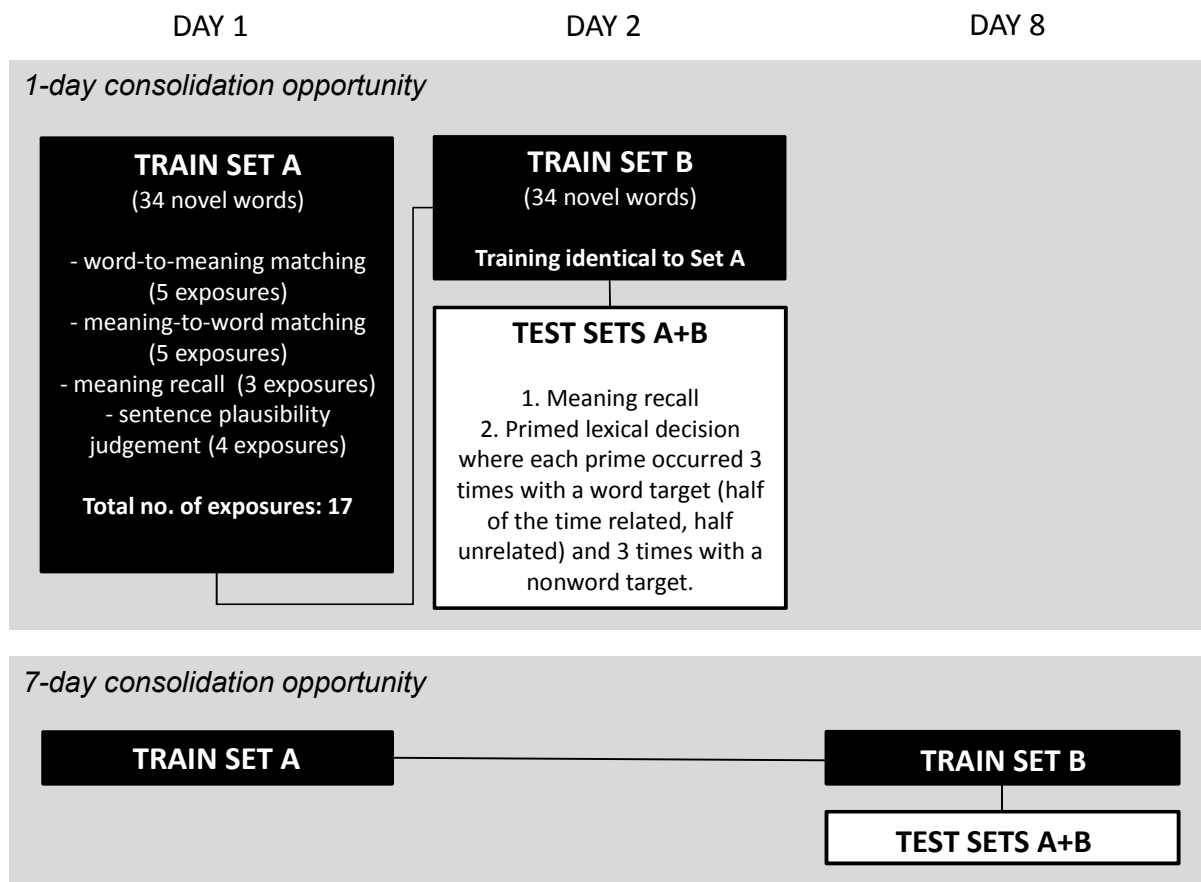 DAY 1
DAY 2
DAY 8
1-day consolidation opportunity
TRAIN SET A
(34 novel words)
- word-to-meaning matching
(5 exposures)
- meaning-to-word matching
(5 exposures)
- meaning recall (3 exposures)
- sentence plausibility
judgement (4 exposures)
Total no. of exposures: 17
TRAIN SET B
(34 novel words)
Training identical to Set A
TEST SETS A+B
1. Meaning recall
2. Primed lexical decision
where each prime occurred 3
times with a word target (half
of the time related, half
unrelated) and 3 times with a
nonword target.
7-day consolidation opportunity
TRAIN SET A
TRAIN SET B
TEST SETS A+B